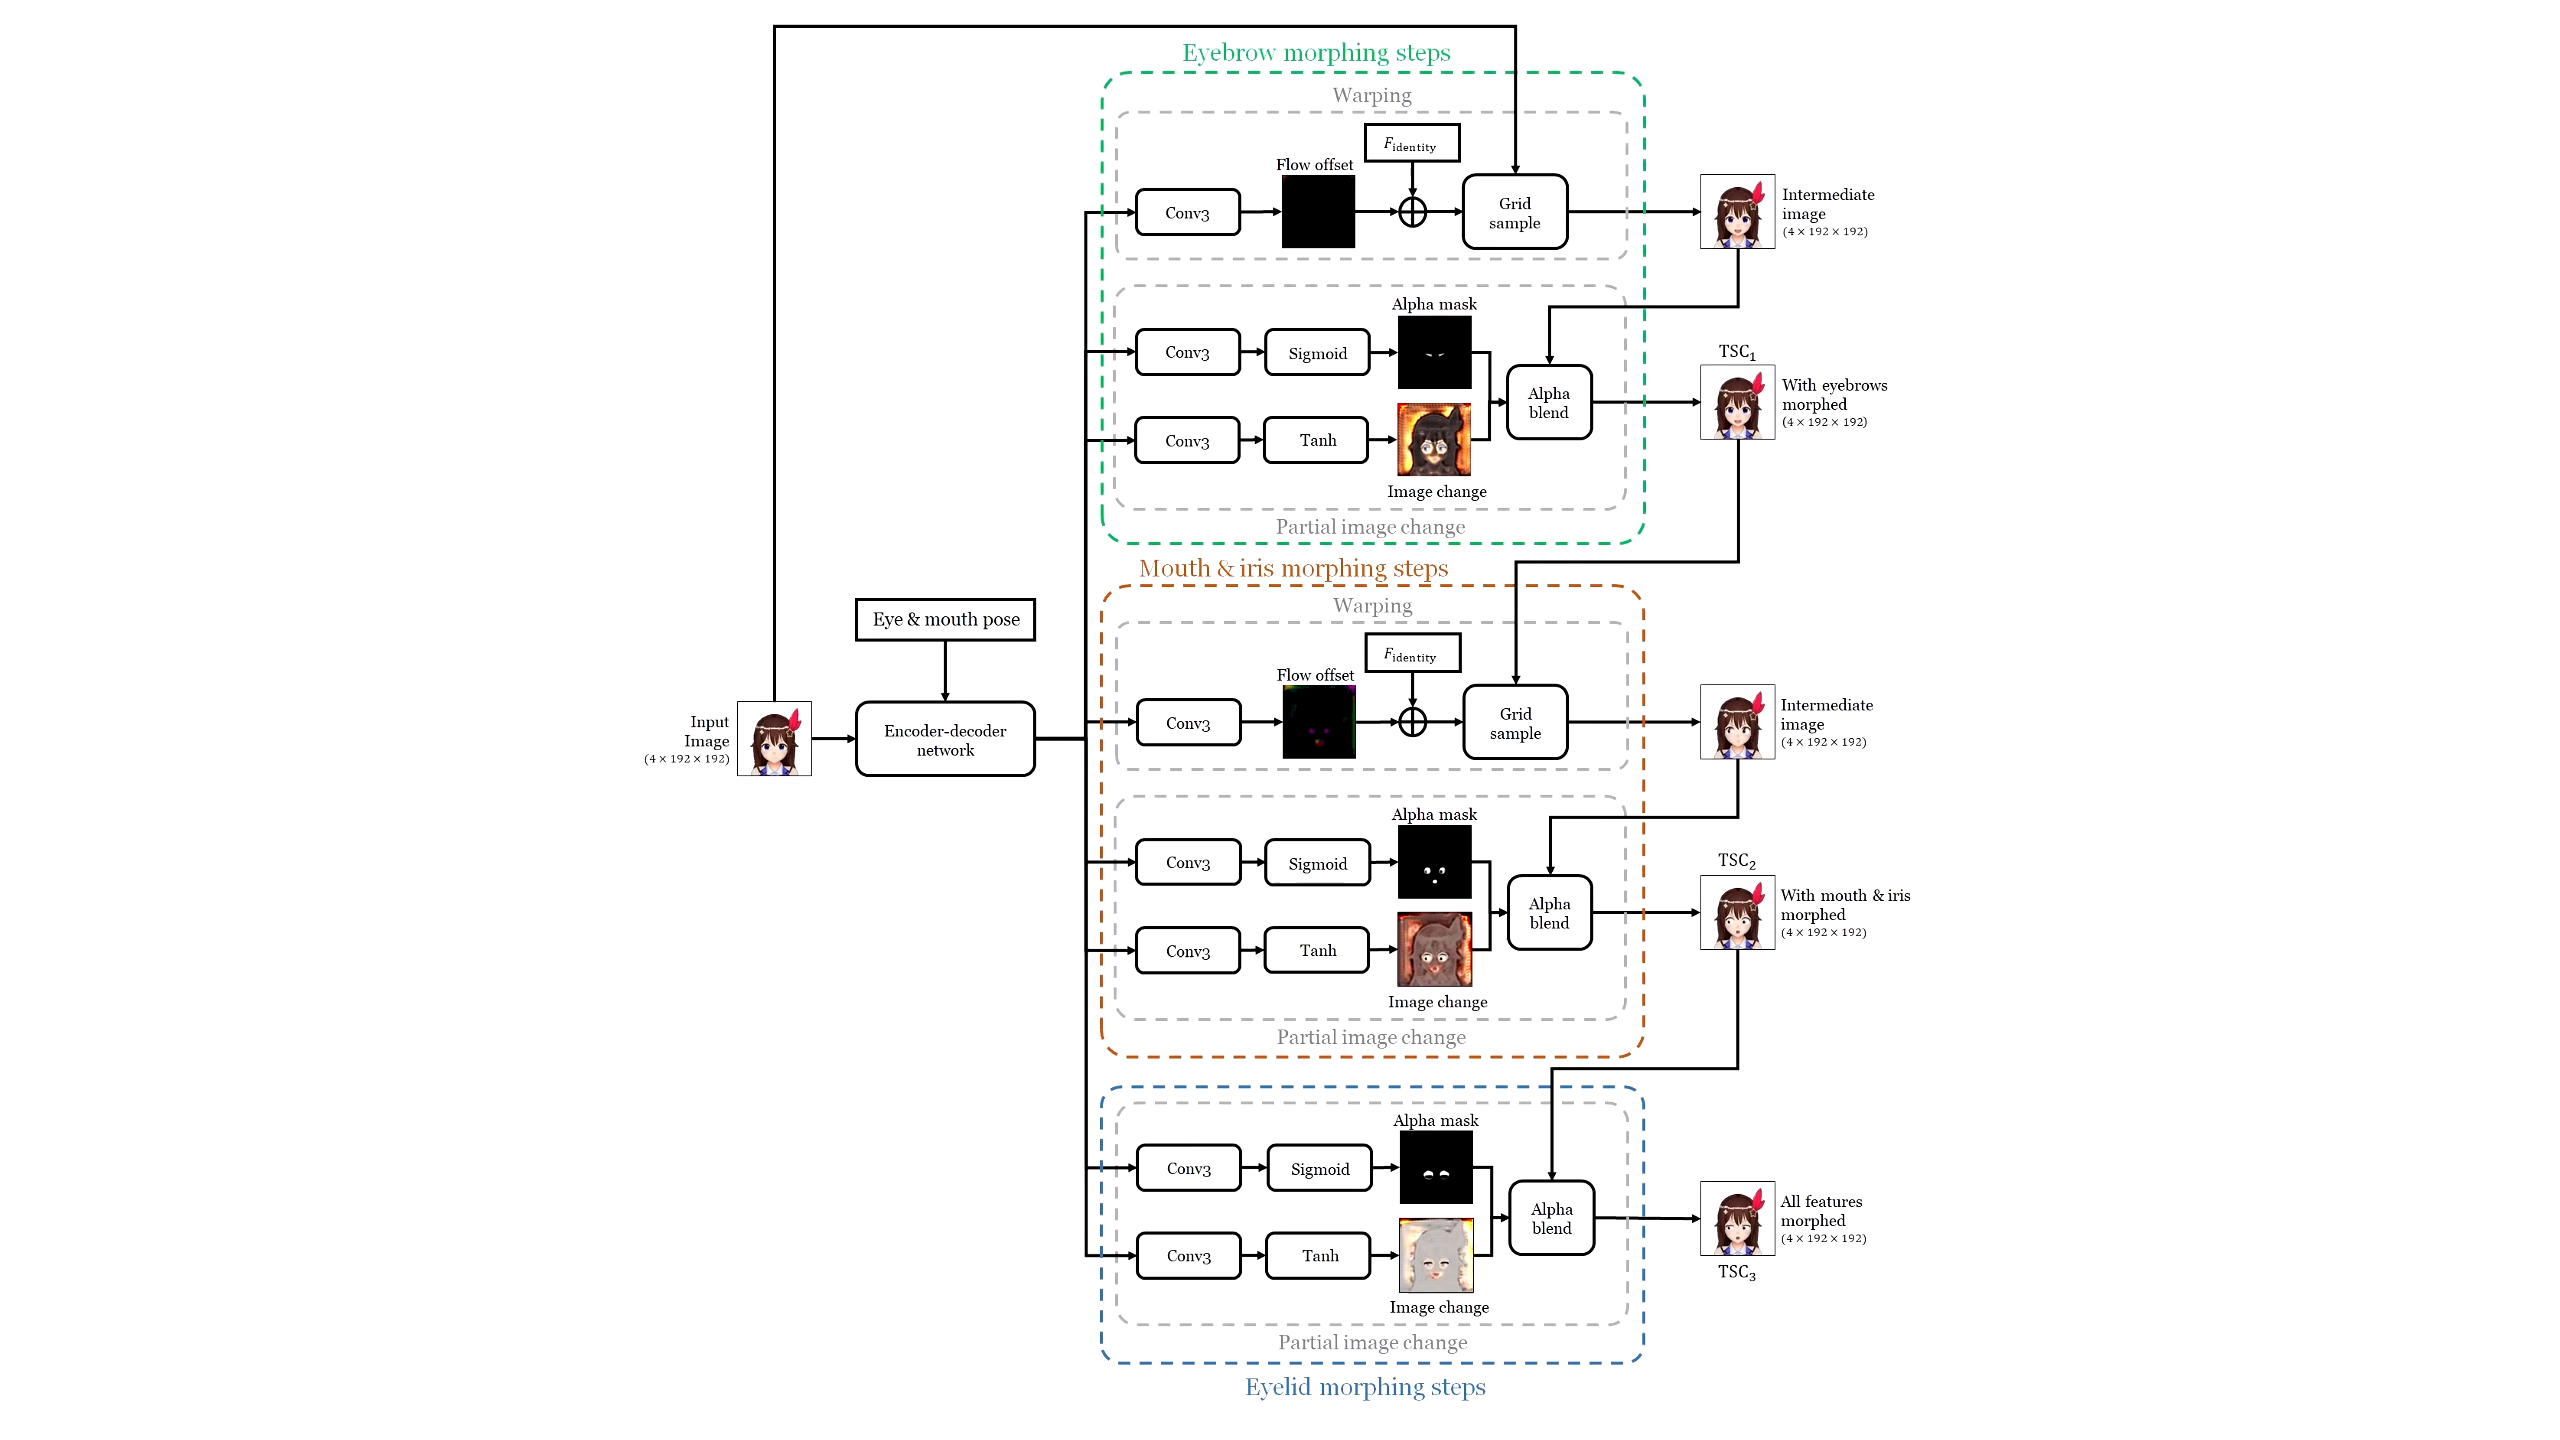 Eyebrow morphing steps
Warping
Flow offset
F identity
Conv3
Grid
sample
Intermediate
image
(4 × 192 × 192)
Alpha mask
Conv3
Sigmoid
Conv3
Tanh
Image change
Alpha
blend
Partial image change
TSC1
With eyebrows
morphed
(4 × 192 × 192)
Input
Image
(4 × 192 × 192)
Eye & mouth pose
Encoder-decoder
network
Mouth & iris morphing steps
Warping
Flow offset
F identity
Conv3
Grid
sample
Intermediate
image
(4 × 192 × 192)
Alpha mask
Conv3
Sigmoid
Conv3
Tanh
Image change
Alpha
blend
Partial image change
TSC2
With mouth & iris
morphed
(4 × 192 × 192)
Alpha mask
Conv3
Sigmoid
Conv3
Tanh
Image change
Alpha
blend
Partial image change
All features
morphed
(4 × 192 × 192)
TSC3
Eyelid morphing steps